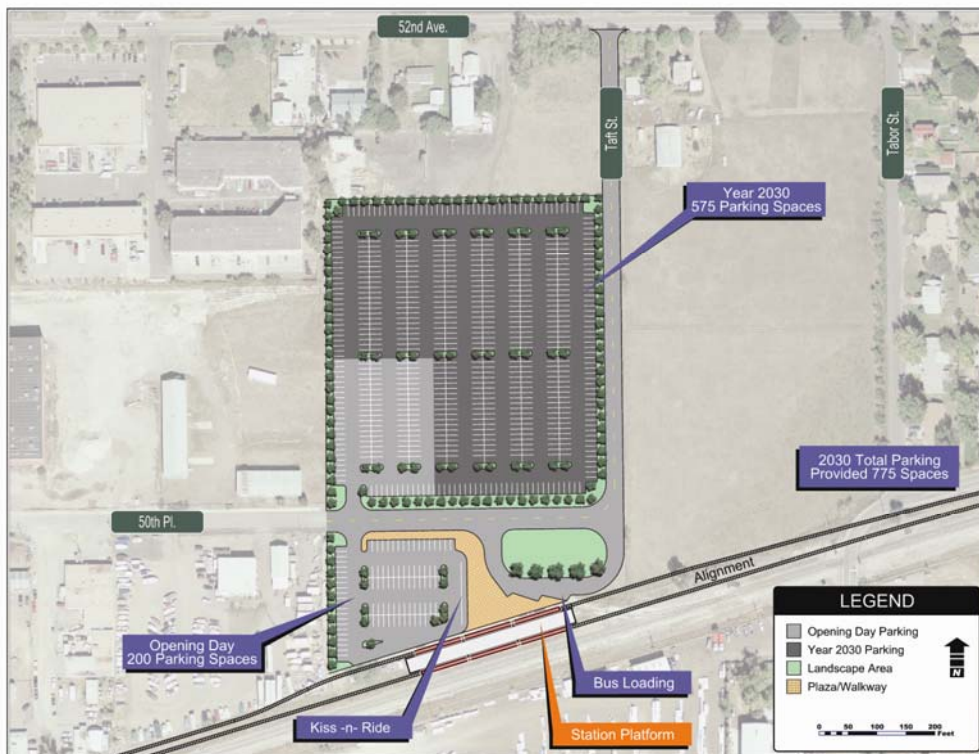 52nd Ave.
Taft St.
Tabor St.
Year 2030
575 Parking Spaces
2030 Total Parking
Provided 775 Spaces
50th Pl.
Alignment
Opening Day
200 Parking Spaces
Kiss -n- Ride
Bus Loading
Station Platform
LEGEND
Opening Day Parking
Year 2030 Parking
Landscape Area
Plaza/Walkway
N
0 50 100 150 200
Feet